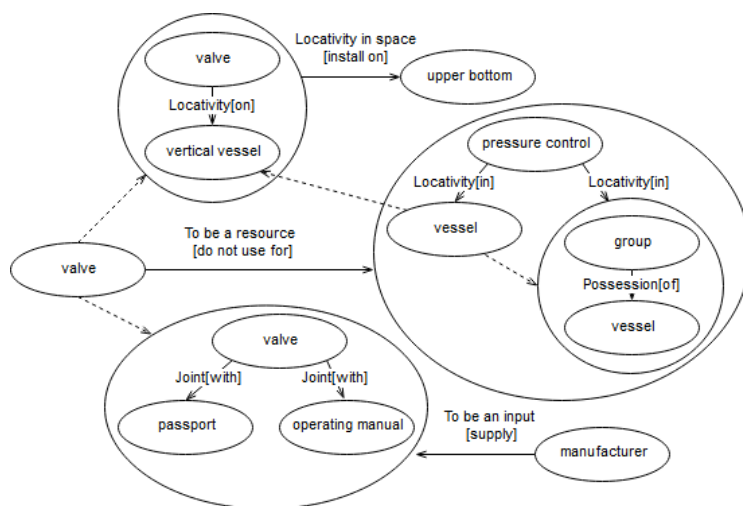 valve
Locativity[on]
vertical vessel
Locativity in space
[install on]
upper bottom
pressure control
Locativity[in]
Locativity[in]
vessel
group
Possession[of]
vessel
valve
To be a resource
[do not use for]
valve
Joint[with]
Joint[with]
passport
operating manual
To be an input
[supply]
manufacturer